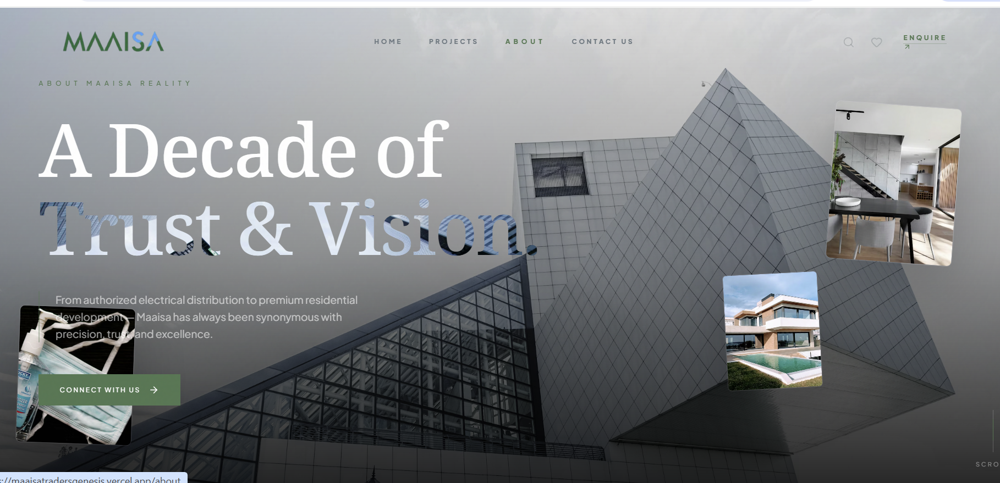 MAAISA
HOME PROJECTS ABOUT CONTACT US
ENQUIRE
ABOUT MAAISA REALITY
A Decade of
Trust & Vision.
From authorized electrical distribution to premium residential
development — Maaisa has always been synonymous with
precision, trust, and excellence.
CONNECT WITH US
SCRO
://maaisatradersgenesis.vercel.app/about